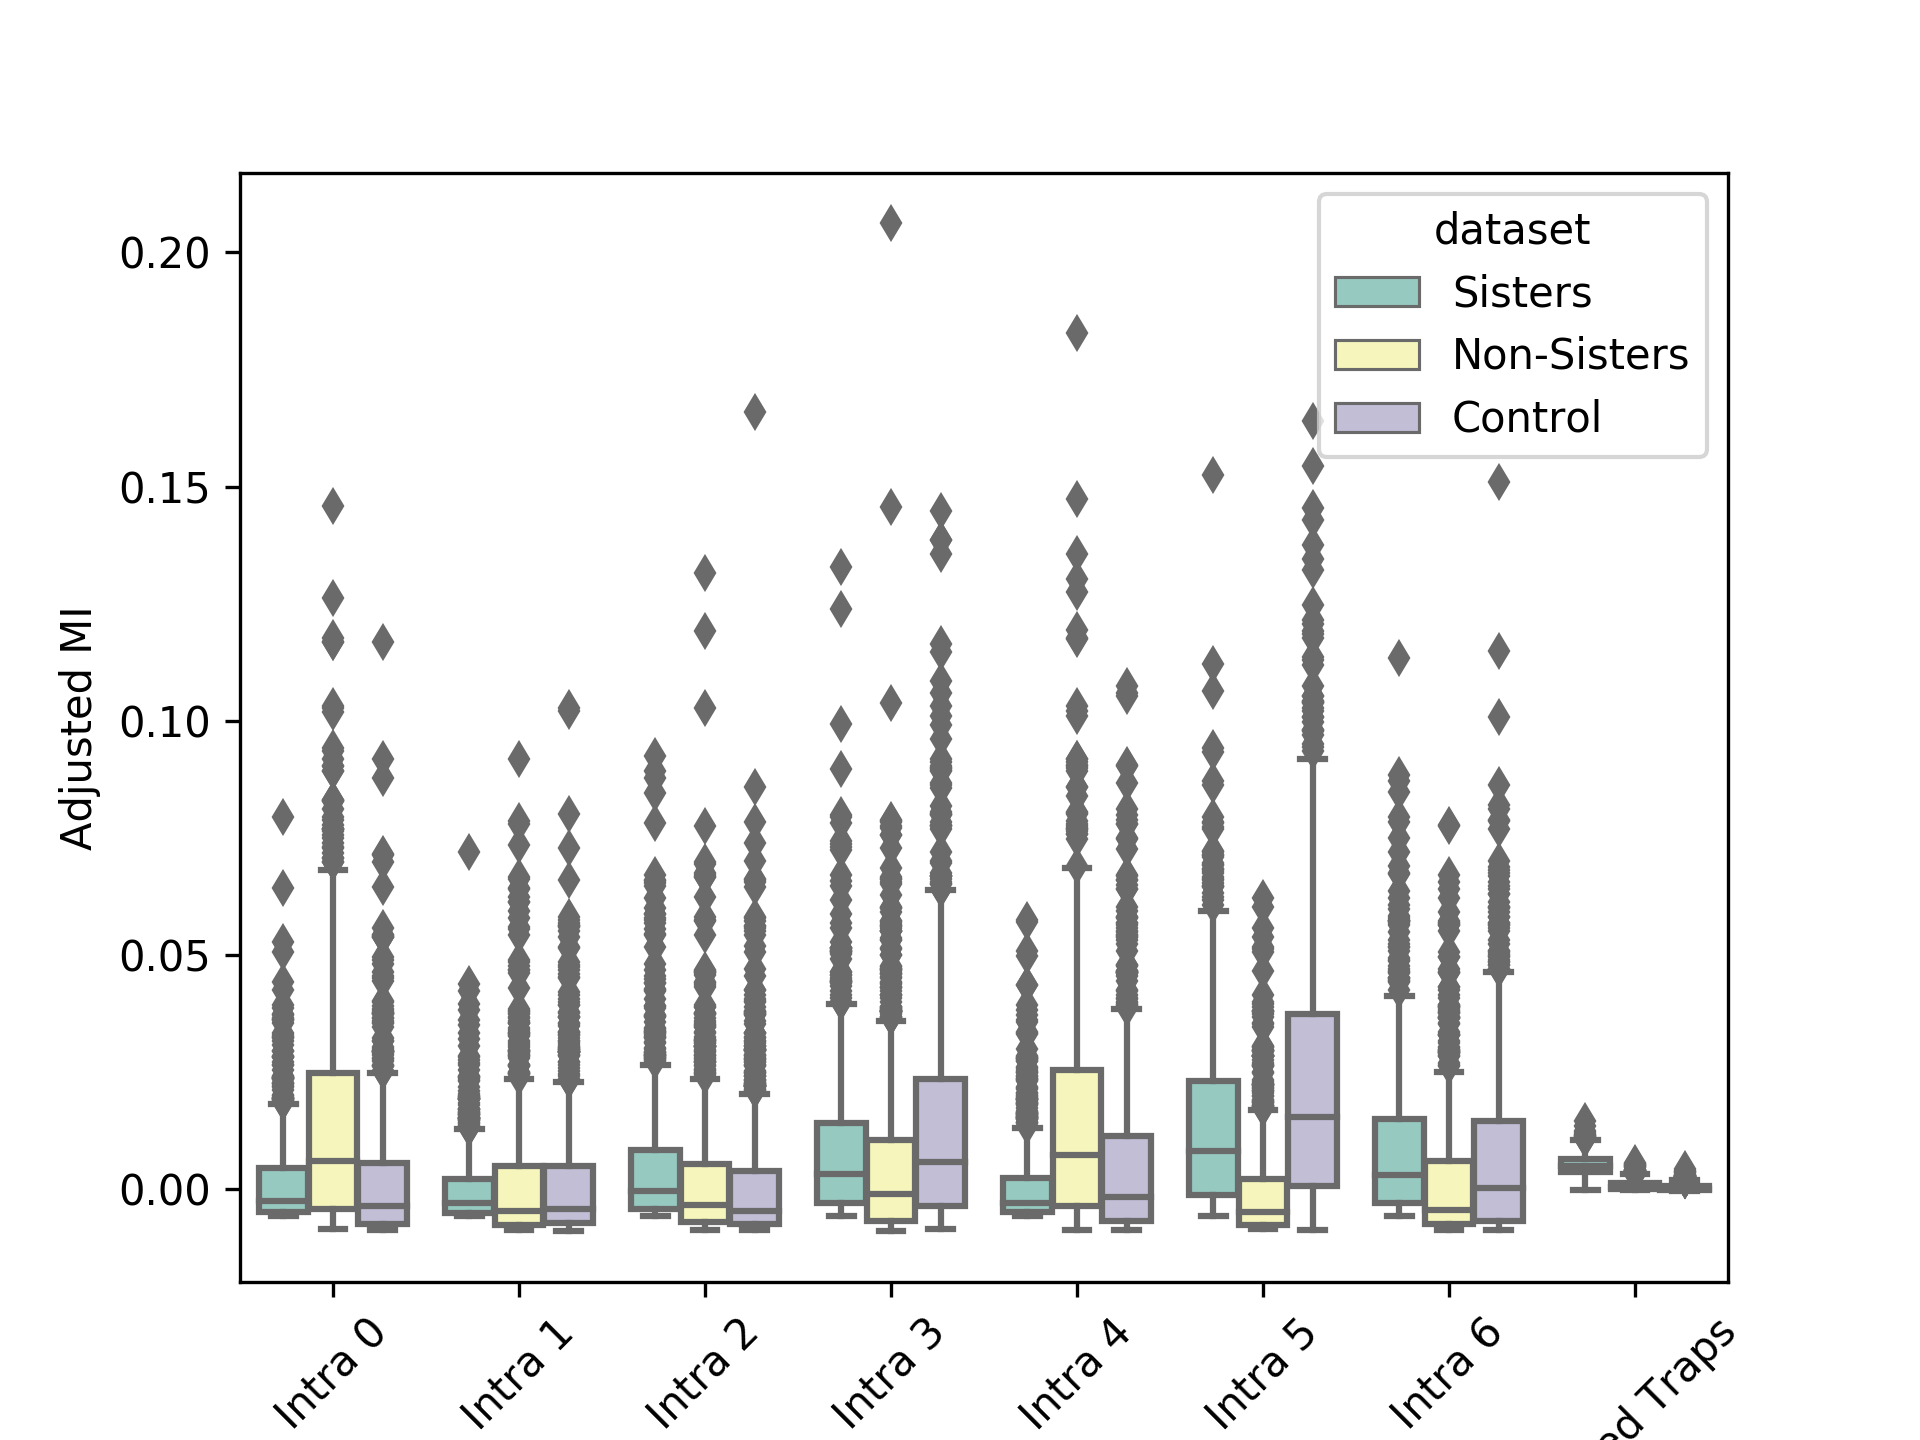 dataset
Sisters
Non-Sisters
Control
Adjusted MI
0.20
0.15
0.10
0.05
0.00
Intra 0
Intra 1
Intra 2
Intra 3
Intra 4
Intra 5
Intra 6
Traps